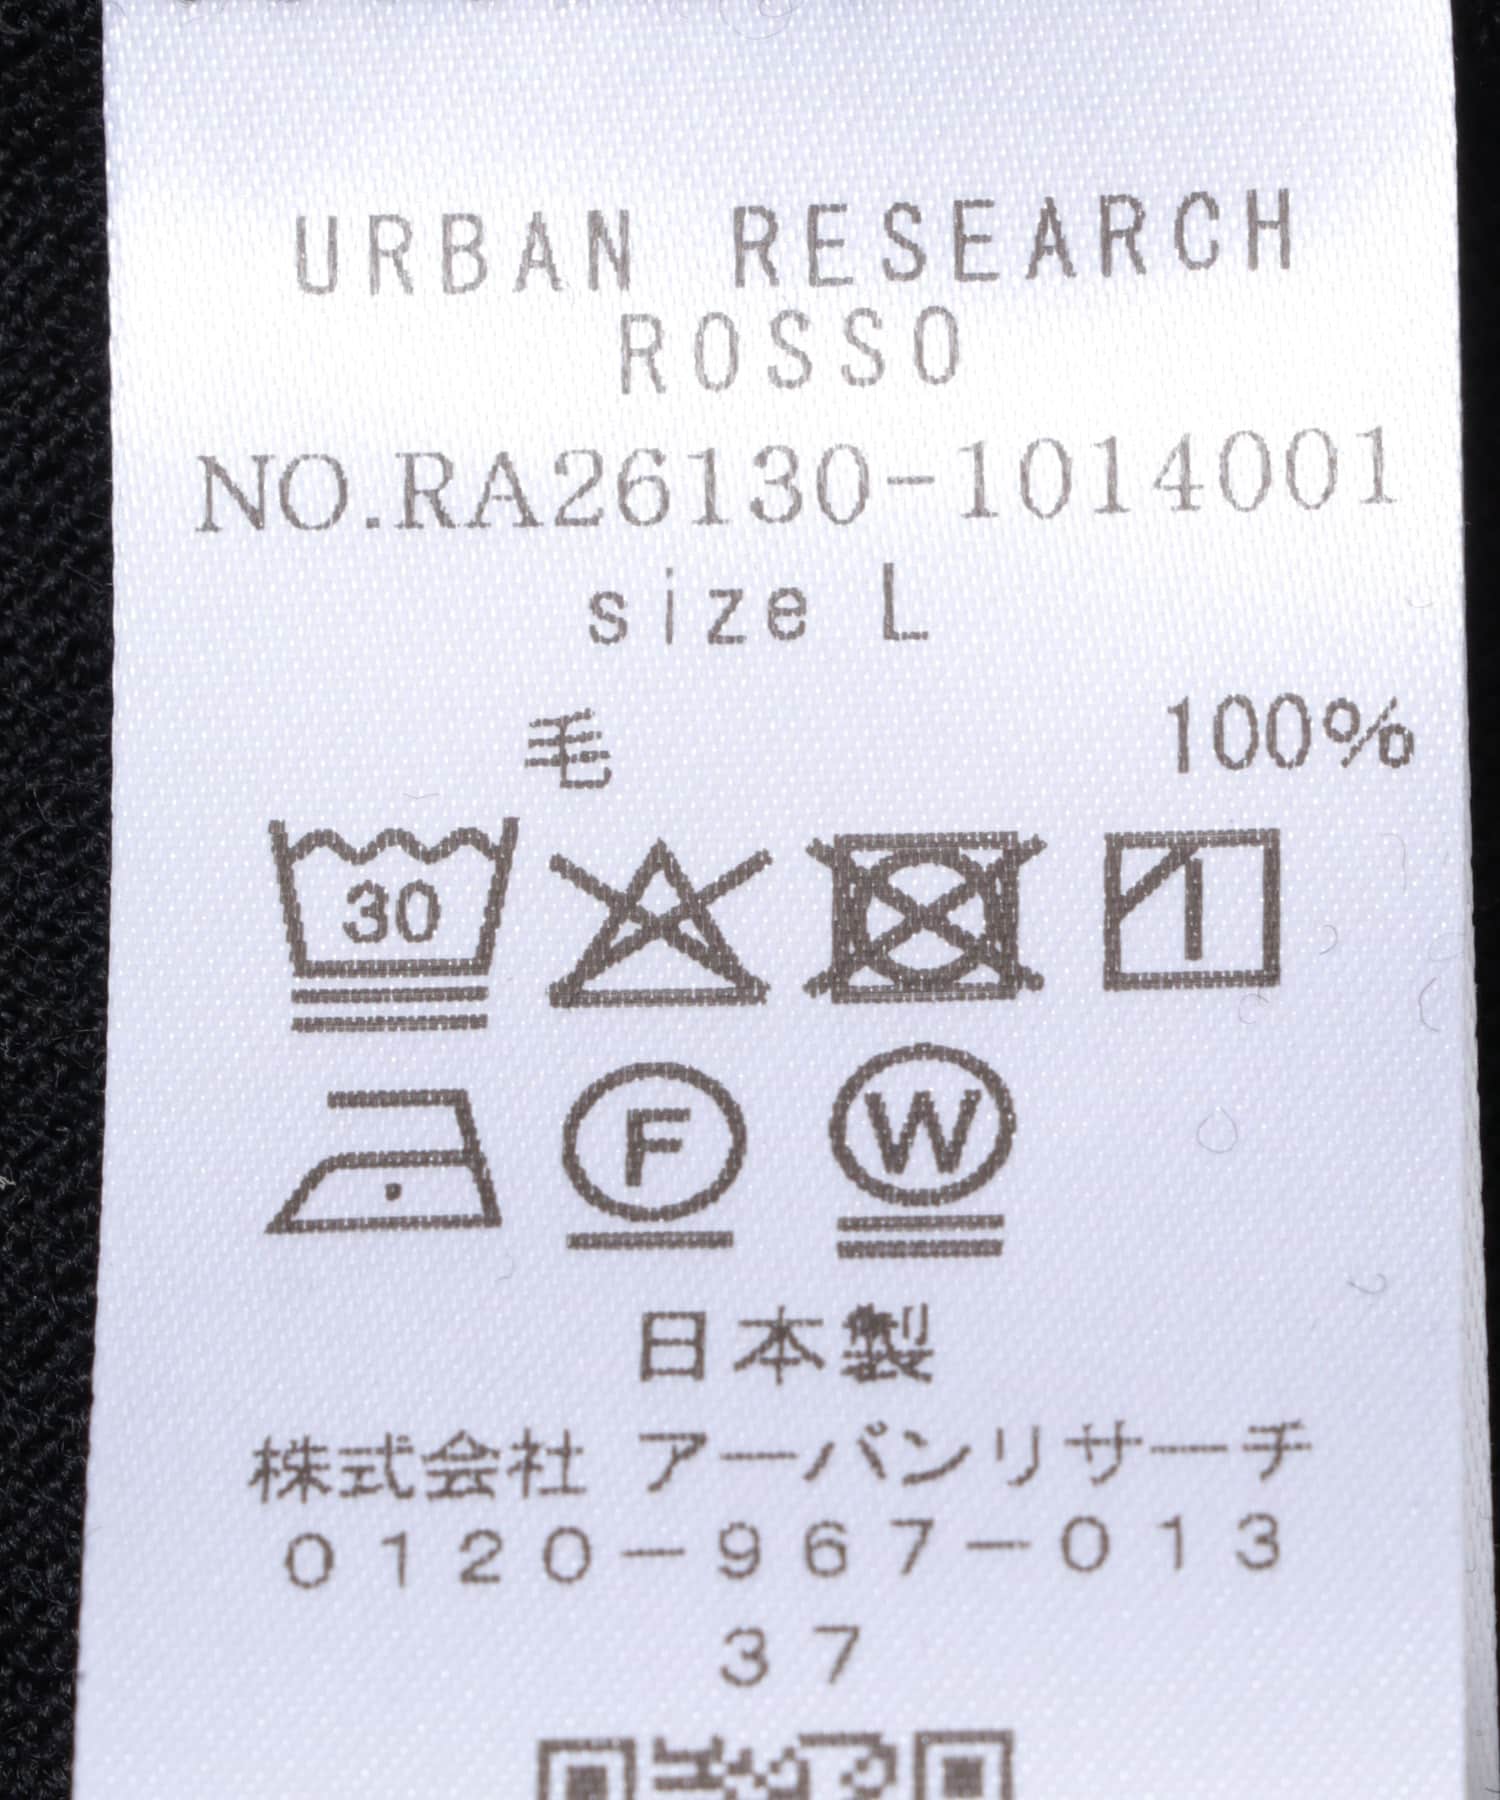 URBAN RESEARCH
ROSSO
NO.RA26130-1014001
size L
毛 100%
30
F W
日本製
株式会社 アーバンリサーチ
0120-967-013
37